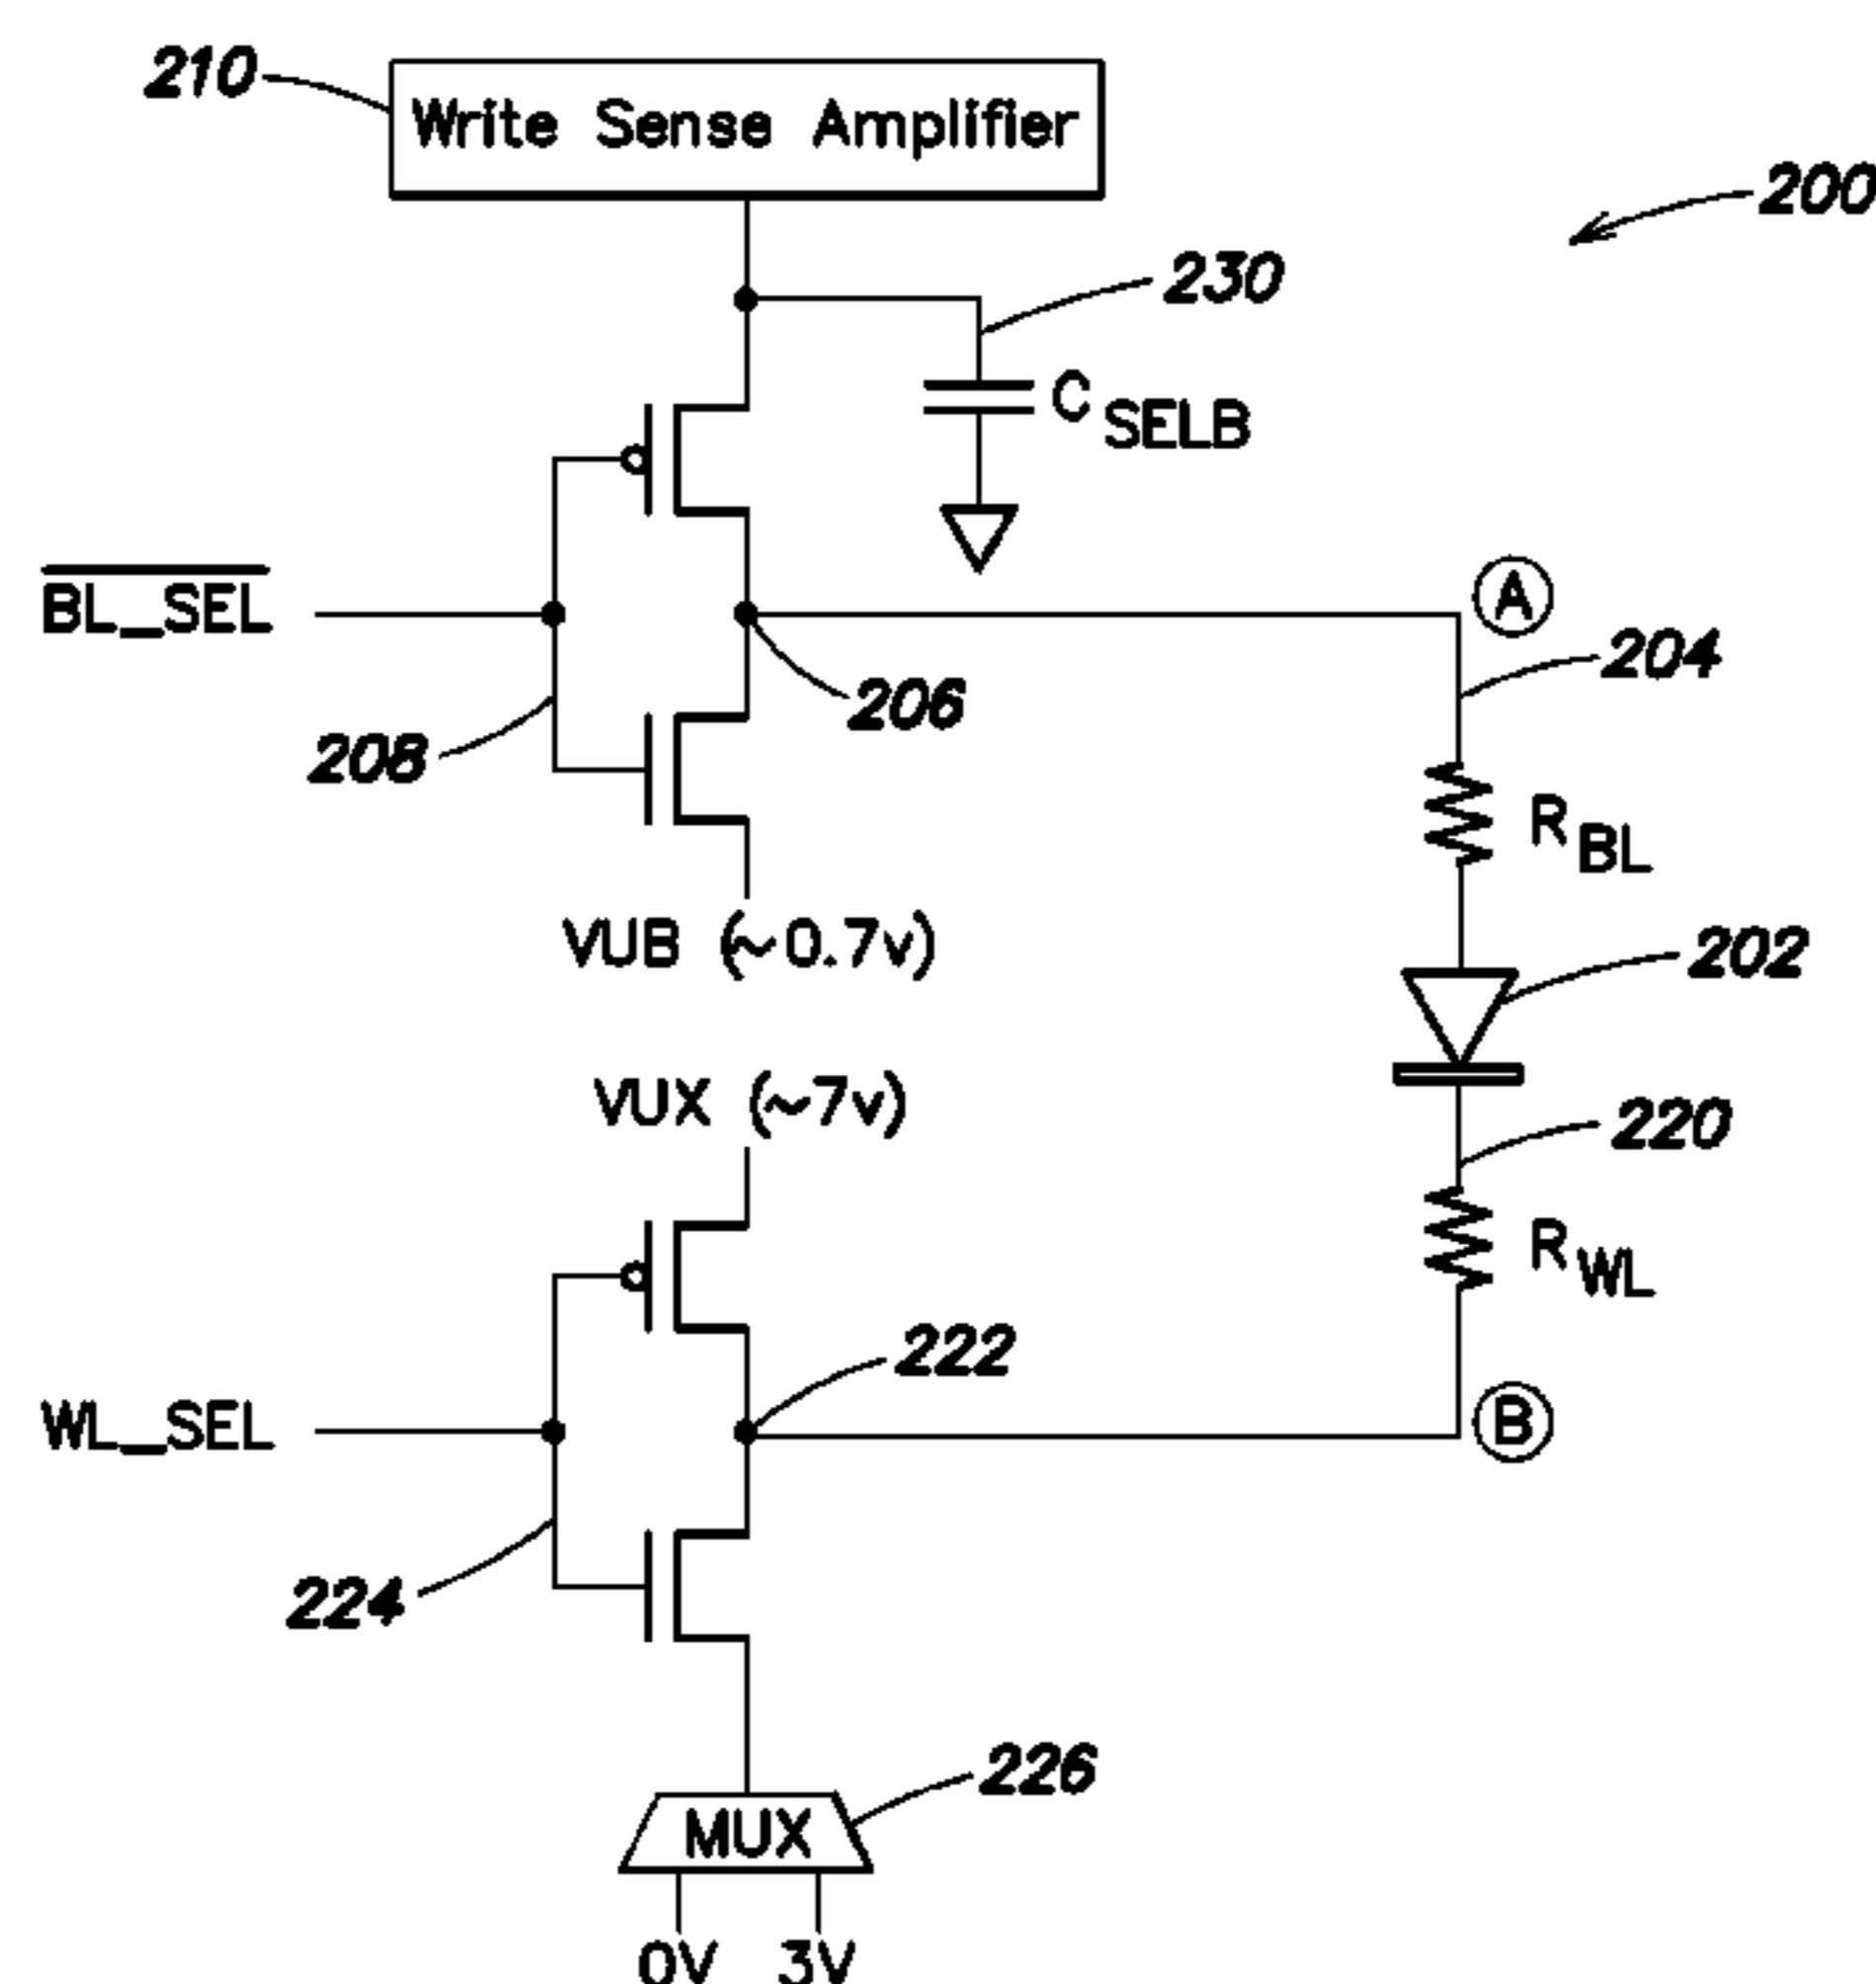 210
Write Sense Amplifier
200
230
C SELB
BL_SEL
A
204
206
208
R BL
VUB (~0.7v)
202
VUX (~7v)
220
R WL
222
WL_SEL
B
224
226
MUX
0V 3V